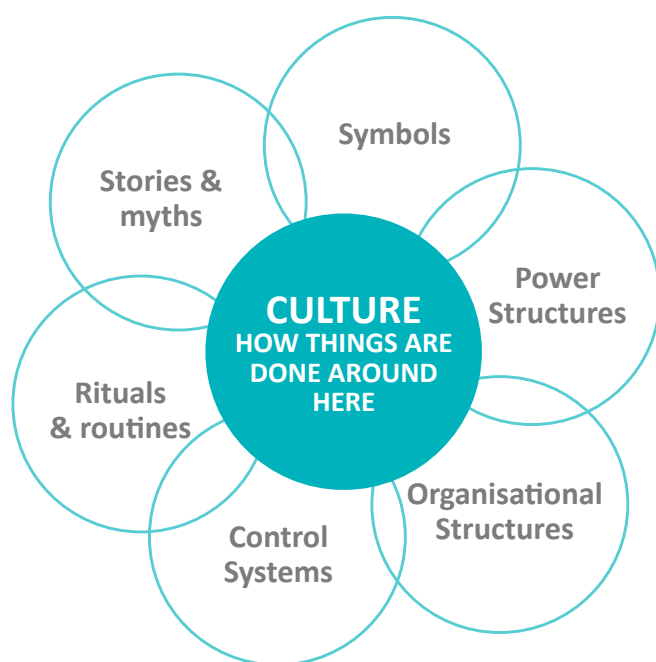 Symbols
Stories &
myths
Power
Structures
CULTURE
HOW THINGS ARE
DONE AROUND
HERE
Rituals
& routines
Organisational
Structures
Control
Systems